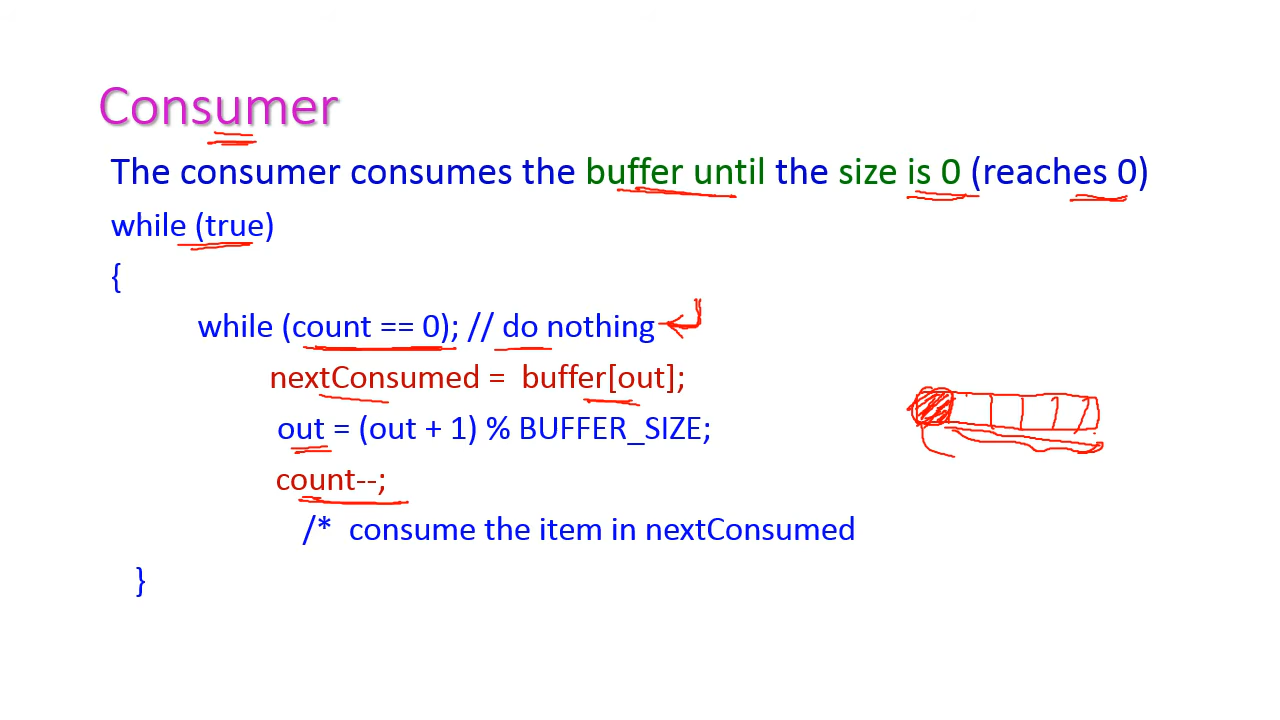 Consumer
The consumer consumes the buffer until the size is 0 (reaches 0)
while (true)
{
while (count == 0); // do nothing
nextConsumed = buffer[out];
out = (out + 1) % BUFFER_SIZE;
count--;
/* consume the item in nextConsumed
}